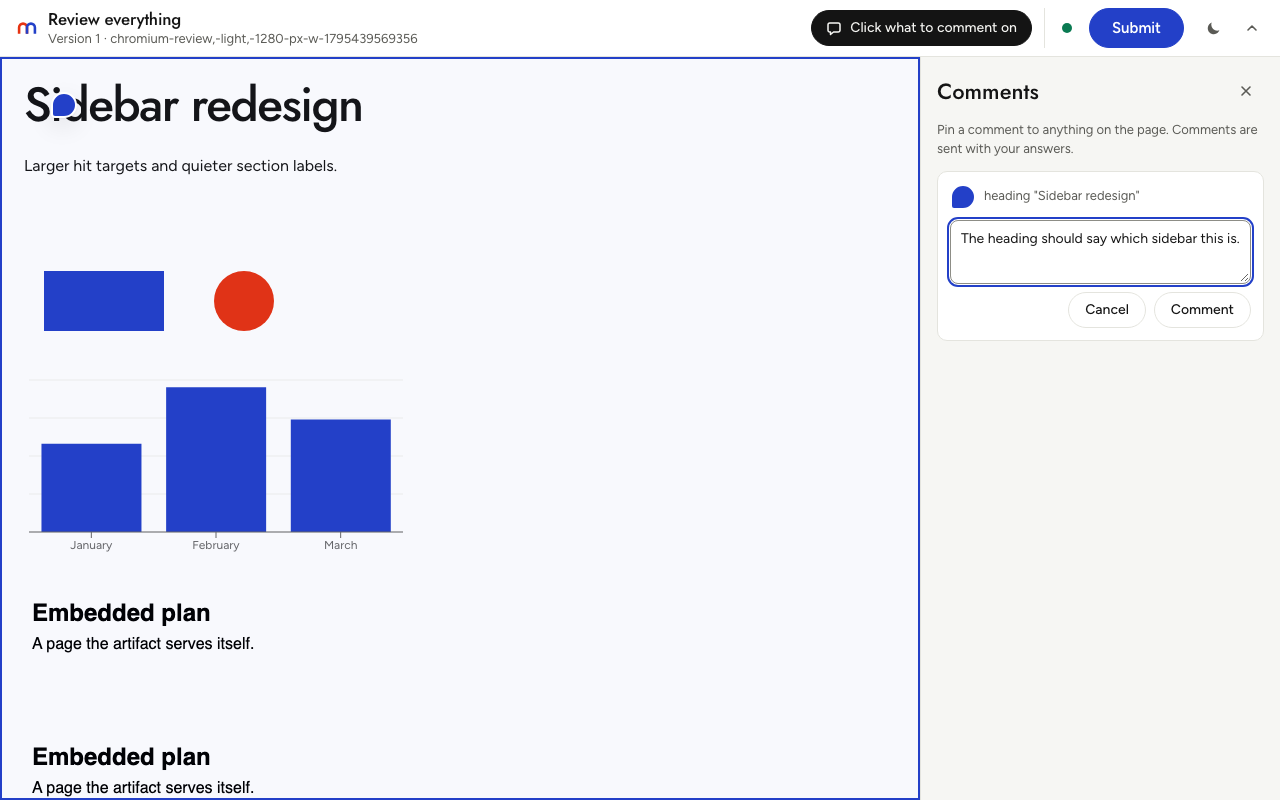 Review everything
Version 1 · chromium-review,-light,-1280-px-w-1795439569356
Click what to comment on
Submit
Sidebar redesign
Larger hit targets and quieter section labels.
January
February
March
Embedded plan
A page the artifact serves itself.
Embedded plan
A page the artifact serves itself.
Comments
Pin a comment to anything on the page. Comments are
sent with your answers.
heading "Sidebar redesign"
The heading should say which sidebar this is.
Cancel
Comment